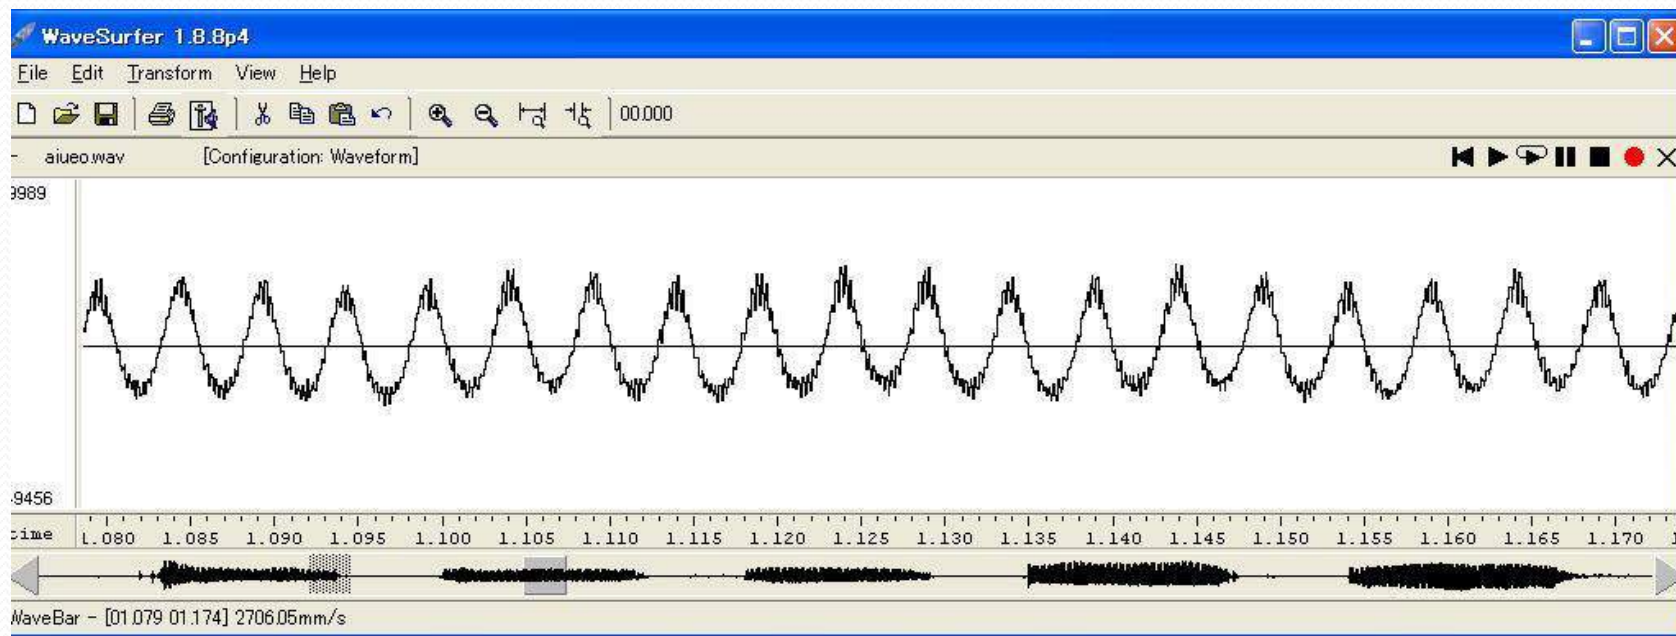 WaveSurfer 1.8.8p4
File Edit Transform View Help
00.000
aiueo.wav [Configuration: Waveform]
9989
-9456
time 1.080 1.085 1.090 1.095 1.100 1.105 1.110 1.115 1.120 1.125 1.130 1.135 1.140 1.145 1.150 1.155 1.160 1.165 1.170
WaveBar - [01.079 01.174] 2706.05mm/s